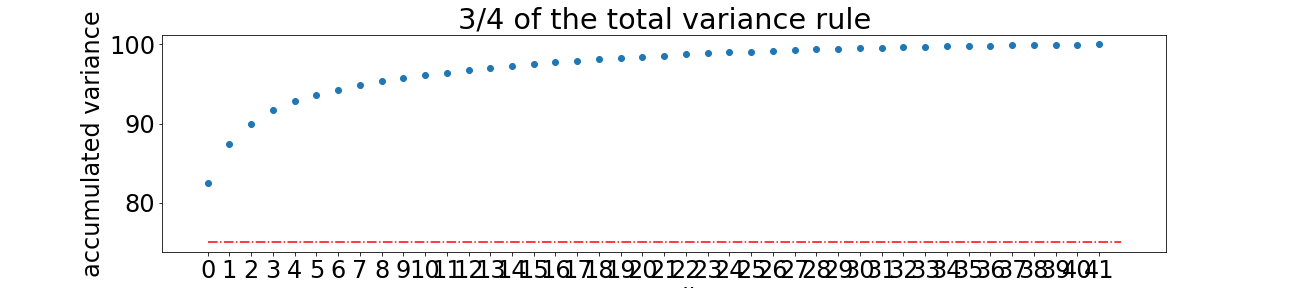 3/4 of the total variance rule
accumulated variance
100
90
80
0 1 2 3 4 5 6 7 8 9 10 11 12 13 14 15 16 17 18 19 20 21 22 23 24 25 26 27 28 29 30 31 32 33 34 35 36 37 38 39 40 41